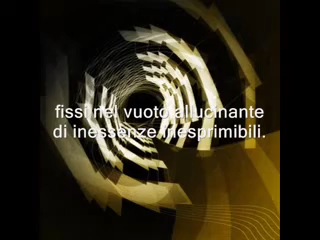 fissi nel vuoto allucinante
di inessenze inesprimibili.